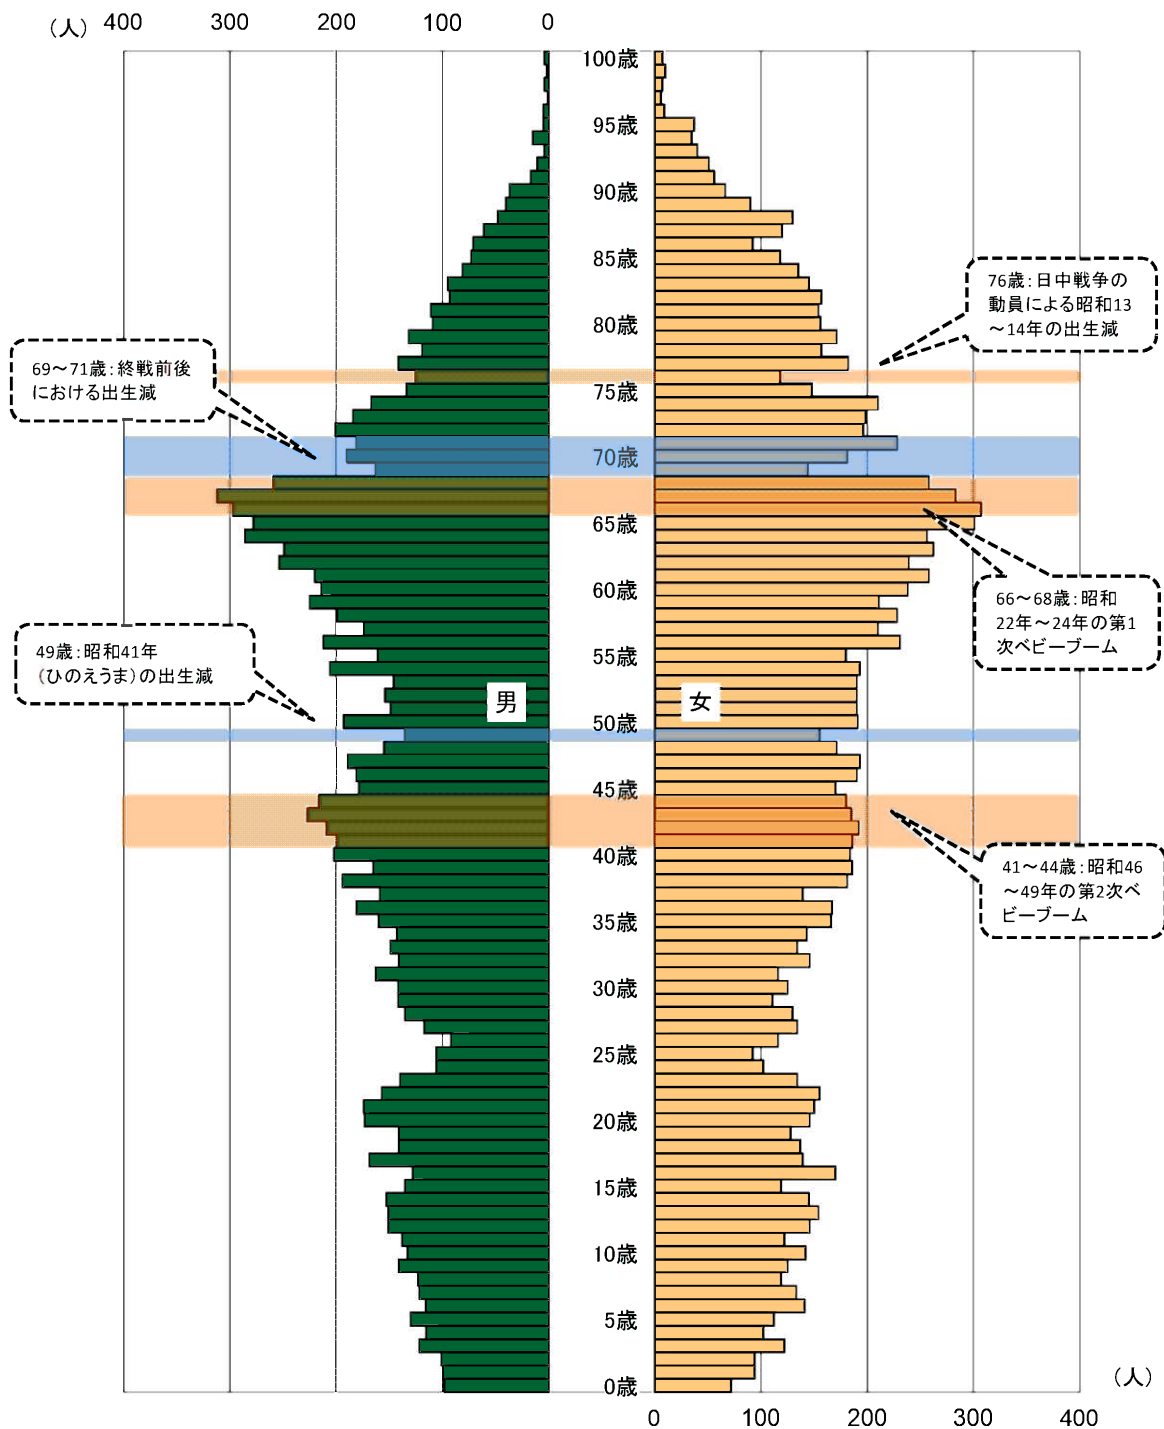 (人) 400 300 200 100 0
100歳
95歳
90歳
85歳
76歳:日中戦争の
動員による昭和13
～14年の出生減
80歳
69～71歳:終戦前後
における出生減
75歳
70歳
65歳
60歳
66～68歳:昭和
22年～24年の第1
次ベビーブーム
49歳:昭和41年
(ひのえうま)の出生減
55歳
男
女
50歳
45歳
40歳
41～44歳:昭和46
～49年の第2次ベ
ビーブーム
35歳
30歳
25歳
20歳
15歳
10歳
5歳
0歳
(人)
0 100 200 300 400